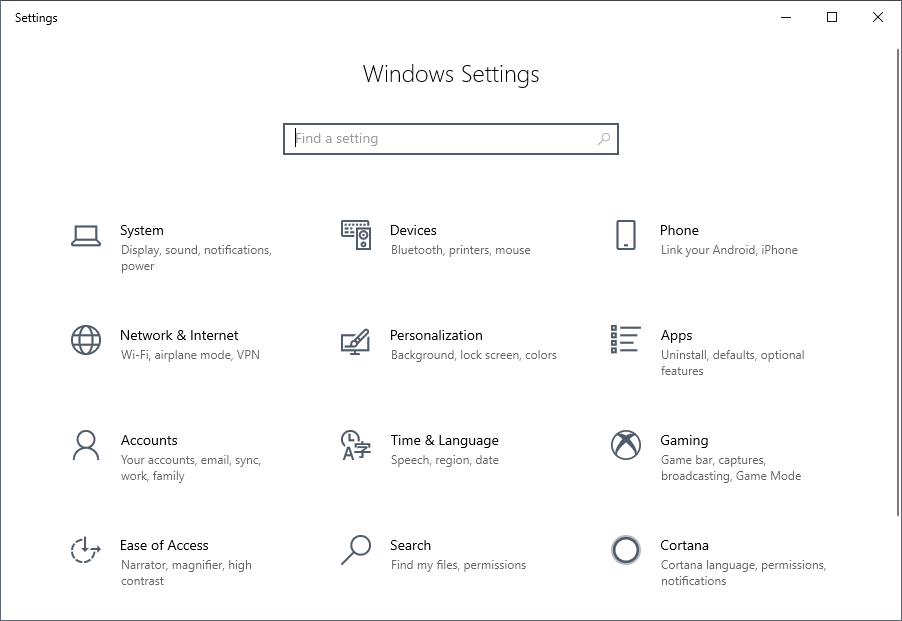 Settings
Windows Settings
Find a setting
System
Display, sound, notifications,
power
Devices
Bluetooth, printers, mouse
Phone
Link your Android, iPhone
Network & Internet
Wi-Fi, airplane mode, VPN
Personalization
Background, lock screen, colors
Apps
Uninstall, defaults, optional
features
Accounts
Your accounts, email, sync,
work, family
Time & Language
Speech, region, date
Gaming
Game bar, captures,
broadcasting, Game Mode
Ease of Access
Narrator, magnifier, high
contrast
Search
Find my files, permissions
Cortana
Cortana language, permissions,
notifications